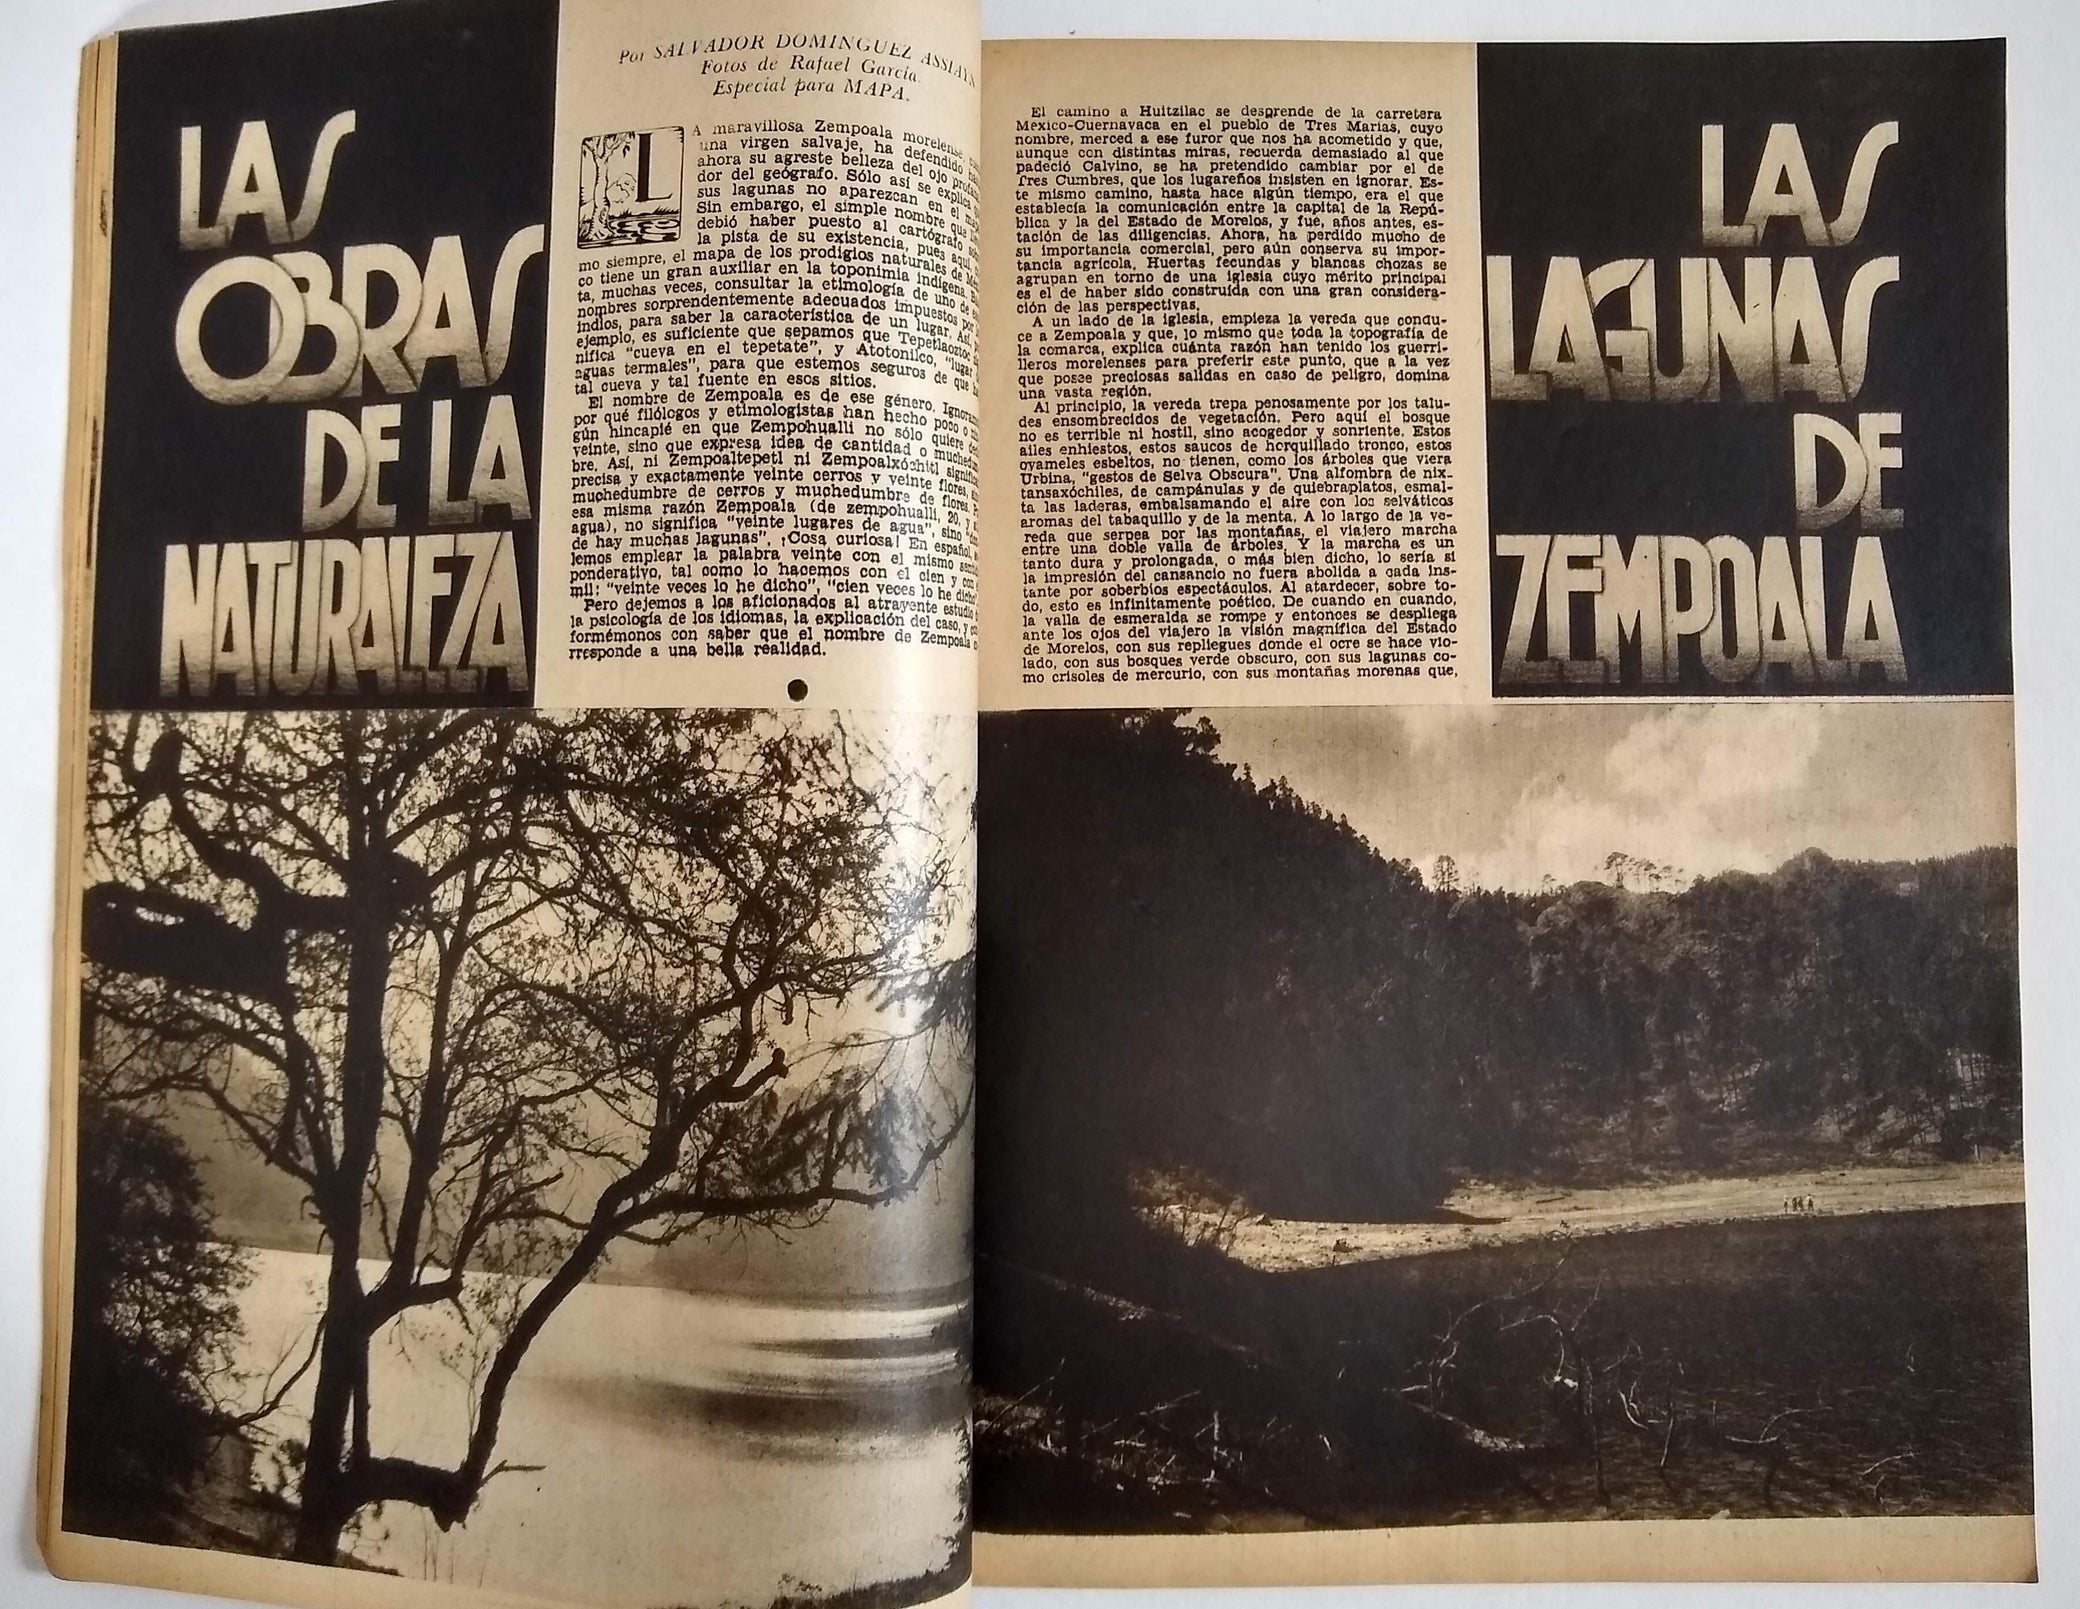 LAS
OBRAS
DE LA
NATURALEZA
Por SALVADOR DOMINGUEZ
Fotos de Rafael García.
Especial para MAPA.
LA maravillosa Zempoala morelense,
una virgen salvaje, ha defendido
ahora su agreste belleza del ojo
dor del geógrafo. Sólo así se explica
sus lagunas no aparezcan en el
Sin embargo, el simple nombre que
debió haber puesto al cartógrafo
la pista de su existencia, pues aquí,
mo siempre, el mapa de los prodigios naturales de
co tiene un gran auxiliar en la toponimia indígena.
ta, muchas veces, consultar la etimología de uno de
nombres sorprendentemente adecuados impuestos por
indios, para saber la característica de un lugar. Así,
ejemplo, es suficiente que sepamos que Tepetlaoztoc
nifica "cueva en el tepetate", y Atotonilco, "lugar
aguas termales", para que estemos seguros de que
tal cueva y tal fuente en esos sitios.
El nombre de Zempoala es de ese género. Ignoramos
por qué filólogos y etimologistas han hecho poco o
gún hincapié en que Zempohualli no sólo quiere
veinte, sino que expresa idea de cantidad o muchedum
bre. Así, ni Zempoaltepetl ni Zempoalxóchitl
precisa y exactamente veinte cerros y veinte flores,
muchedumbre de cerros y muchedumbre de flores.
esa misma razón Zempoala (de zempohualli, 20, y
agua), no significa "veinte lugares de agua", sino
de hay muchas lagunas". ¡Cosa curiosa! En español,
lemos emplear la palabra veinte con el mismo
ponderativo, tal como lo hacemos con el cien y con
mil: "veinte veces lo he dicho", "cien veces lo he dicho
Pero dejemos a los aficionados al atrayente estudio
la psicología de los idiomas, la explicación del caso, y
formémonos con saber que el nombre de Zempoala
rresponde a una bella realidad.
El camino a Huitzilac se desprende de la carretera
México-Cuernavaca en el pueblo de Tres Marías, cuyo
nombre, merced a ese furor que nos ha acometido y que,
aunque con distintas miras, recuerda demasiado al que
padeció Calvino, se ha pretendido cambiar por el de
Tres Cumbres, que los lugareños insisten en ignorar. Es-
te mismo camino, hasta hace algún tiempo, era el que
establecía la comunicación entre la capital de la Repú-
blica y la del Estado de Morelos, y fué, años antes, es-
tación de las diligencias. Ahora, ha perdido mucho de
su importancia comercial, pero aún conserva su impor-
tancia agrícola. Huertas fecundas y blancas chozas se
agrupan en torno de una iglesia cuyo mérito principal
es el de haber sido construída con una gran considera-
ción de las perspectivas.
A un lado de la iglesia, empieza la vereda que condu-
ce a Zempoala y que, lo mismo que toda la topografía de
la comarca, explica cuánta razón han tenido los guerri-
lleros morelenses para preferir este punto, que a la vez
que posee preciosas salidas en caso de peligro, domina
una vasta región.
Al principio, la vereda trepa penosamente por los talu-
des ensombrecidos de vegetación. Pero aquí el bosque
no es terrible ni hostil, sino acogedor y sonriente. Estos
ailes enhiestos, estos saucos de horquillado tronco, estos
oyameles esbeltos, no tienen, como los árboles que viera
Urbina, "gestos de Selva Obscura". Una alfombra de nix-
tansaxóchiles, de campánulas y de quiebraplatos, esmal-
ta las laderas, embalsamando el aire con los selváticos
aromas del tabaquillo y de la menta. A lo largo de la ve-
reda que serpea por las montañas, el viajero marcha
entre una doble valla de árboles. Y la marcha es un
tanto dura y prolongada, o más bien dicho, lo sería si
la impresión del cansancio no fuera abolida a cada ins-
tante por soberbios espectáculos. Al atardecer, sobre to-
do, esto es infinitamente poético. De cuando en cuando,
la valla de esmeralda se rompe y entonces se despliega
ante los ojos del viajero la visión magnífica del Estado
de Morelos, con sus repliegues donde el ocre se hace vio-
lado, con sus bosques verde obscuro, con sus lagunas co-
mo crisoles de mercurio, con sus montañas morenas que,
LAS
LAGUNAS
DE
ZEMPOALA